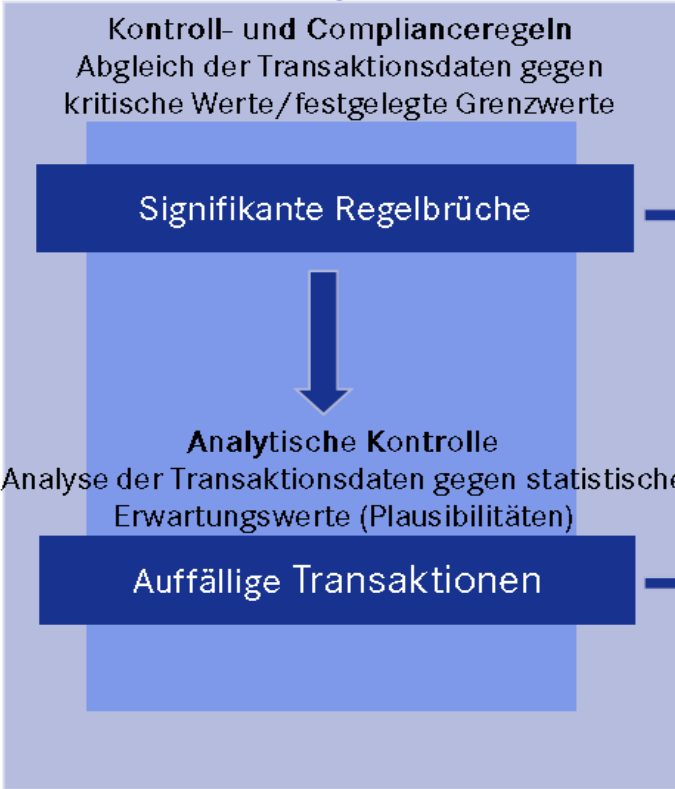 Kontroll- und Complianceregeln
Abgleich der Transaktionsdaten gegen
kritische Werte/festgelegte Grenzwerte
Signifikante Regelbrüche
Analytische Kontrolle
Analyse der Transaktionsdaten gegen statistische
Erwartungswerte (Plausibilitäten)
Auffällige Transaktionen